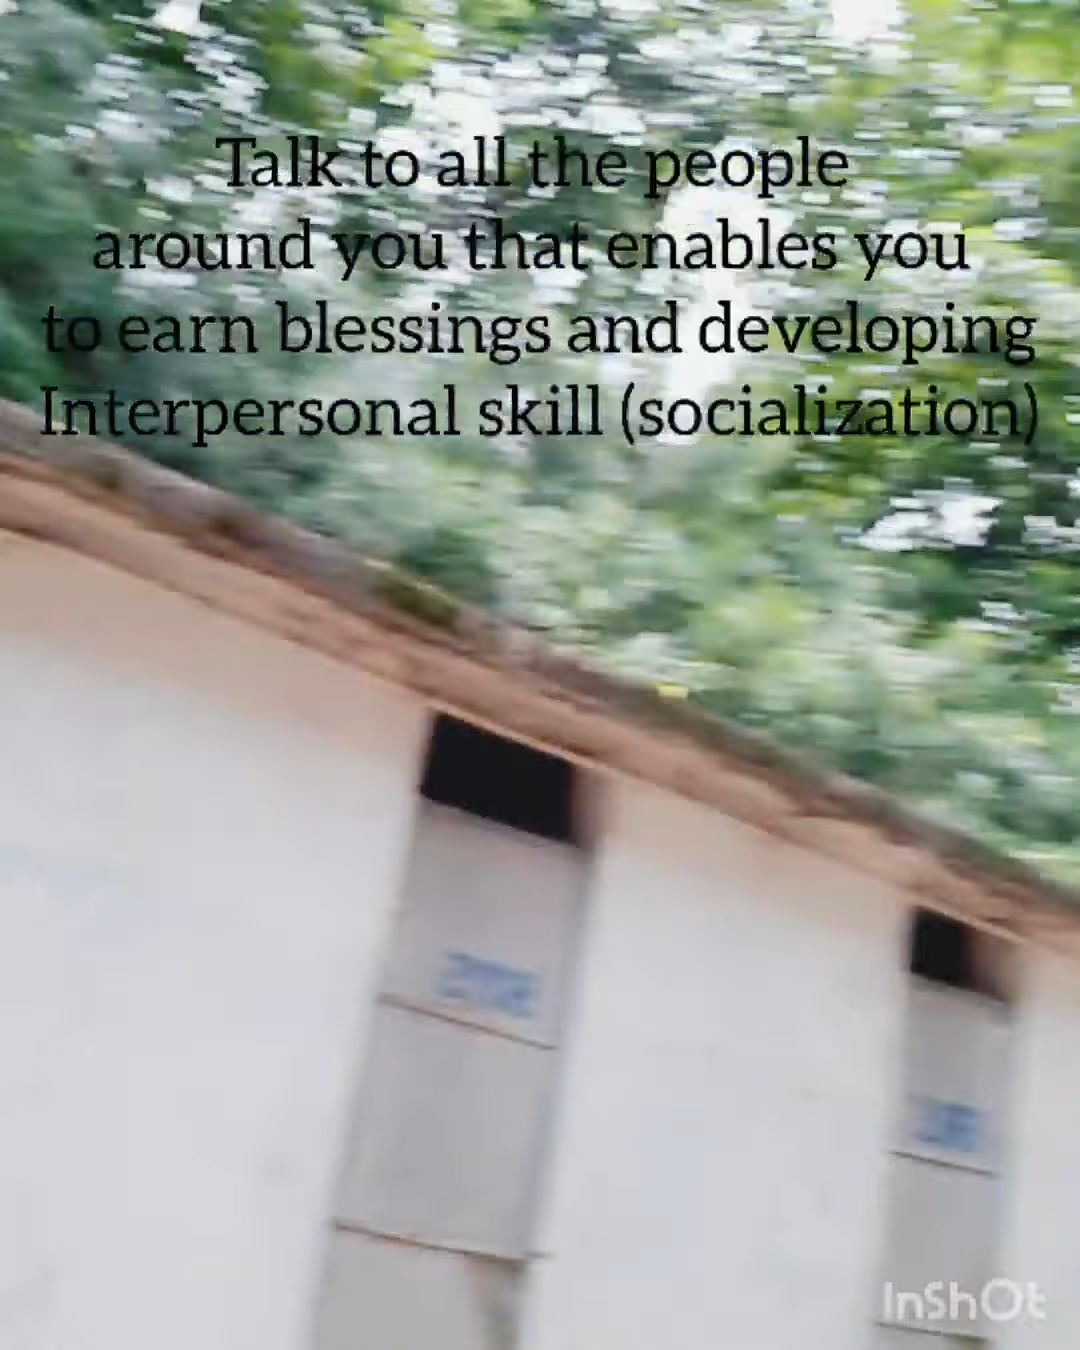 Talk to all the people
around you that enables you
to earn blessings and developing
Interpersonal skill (socialization)
InShOt